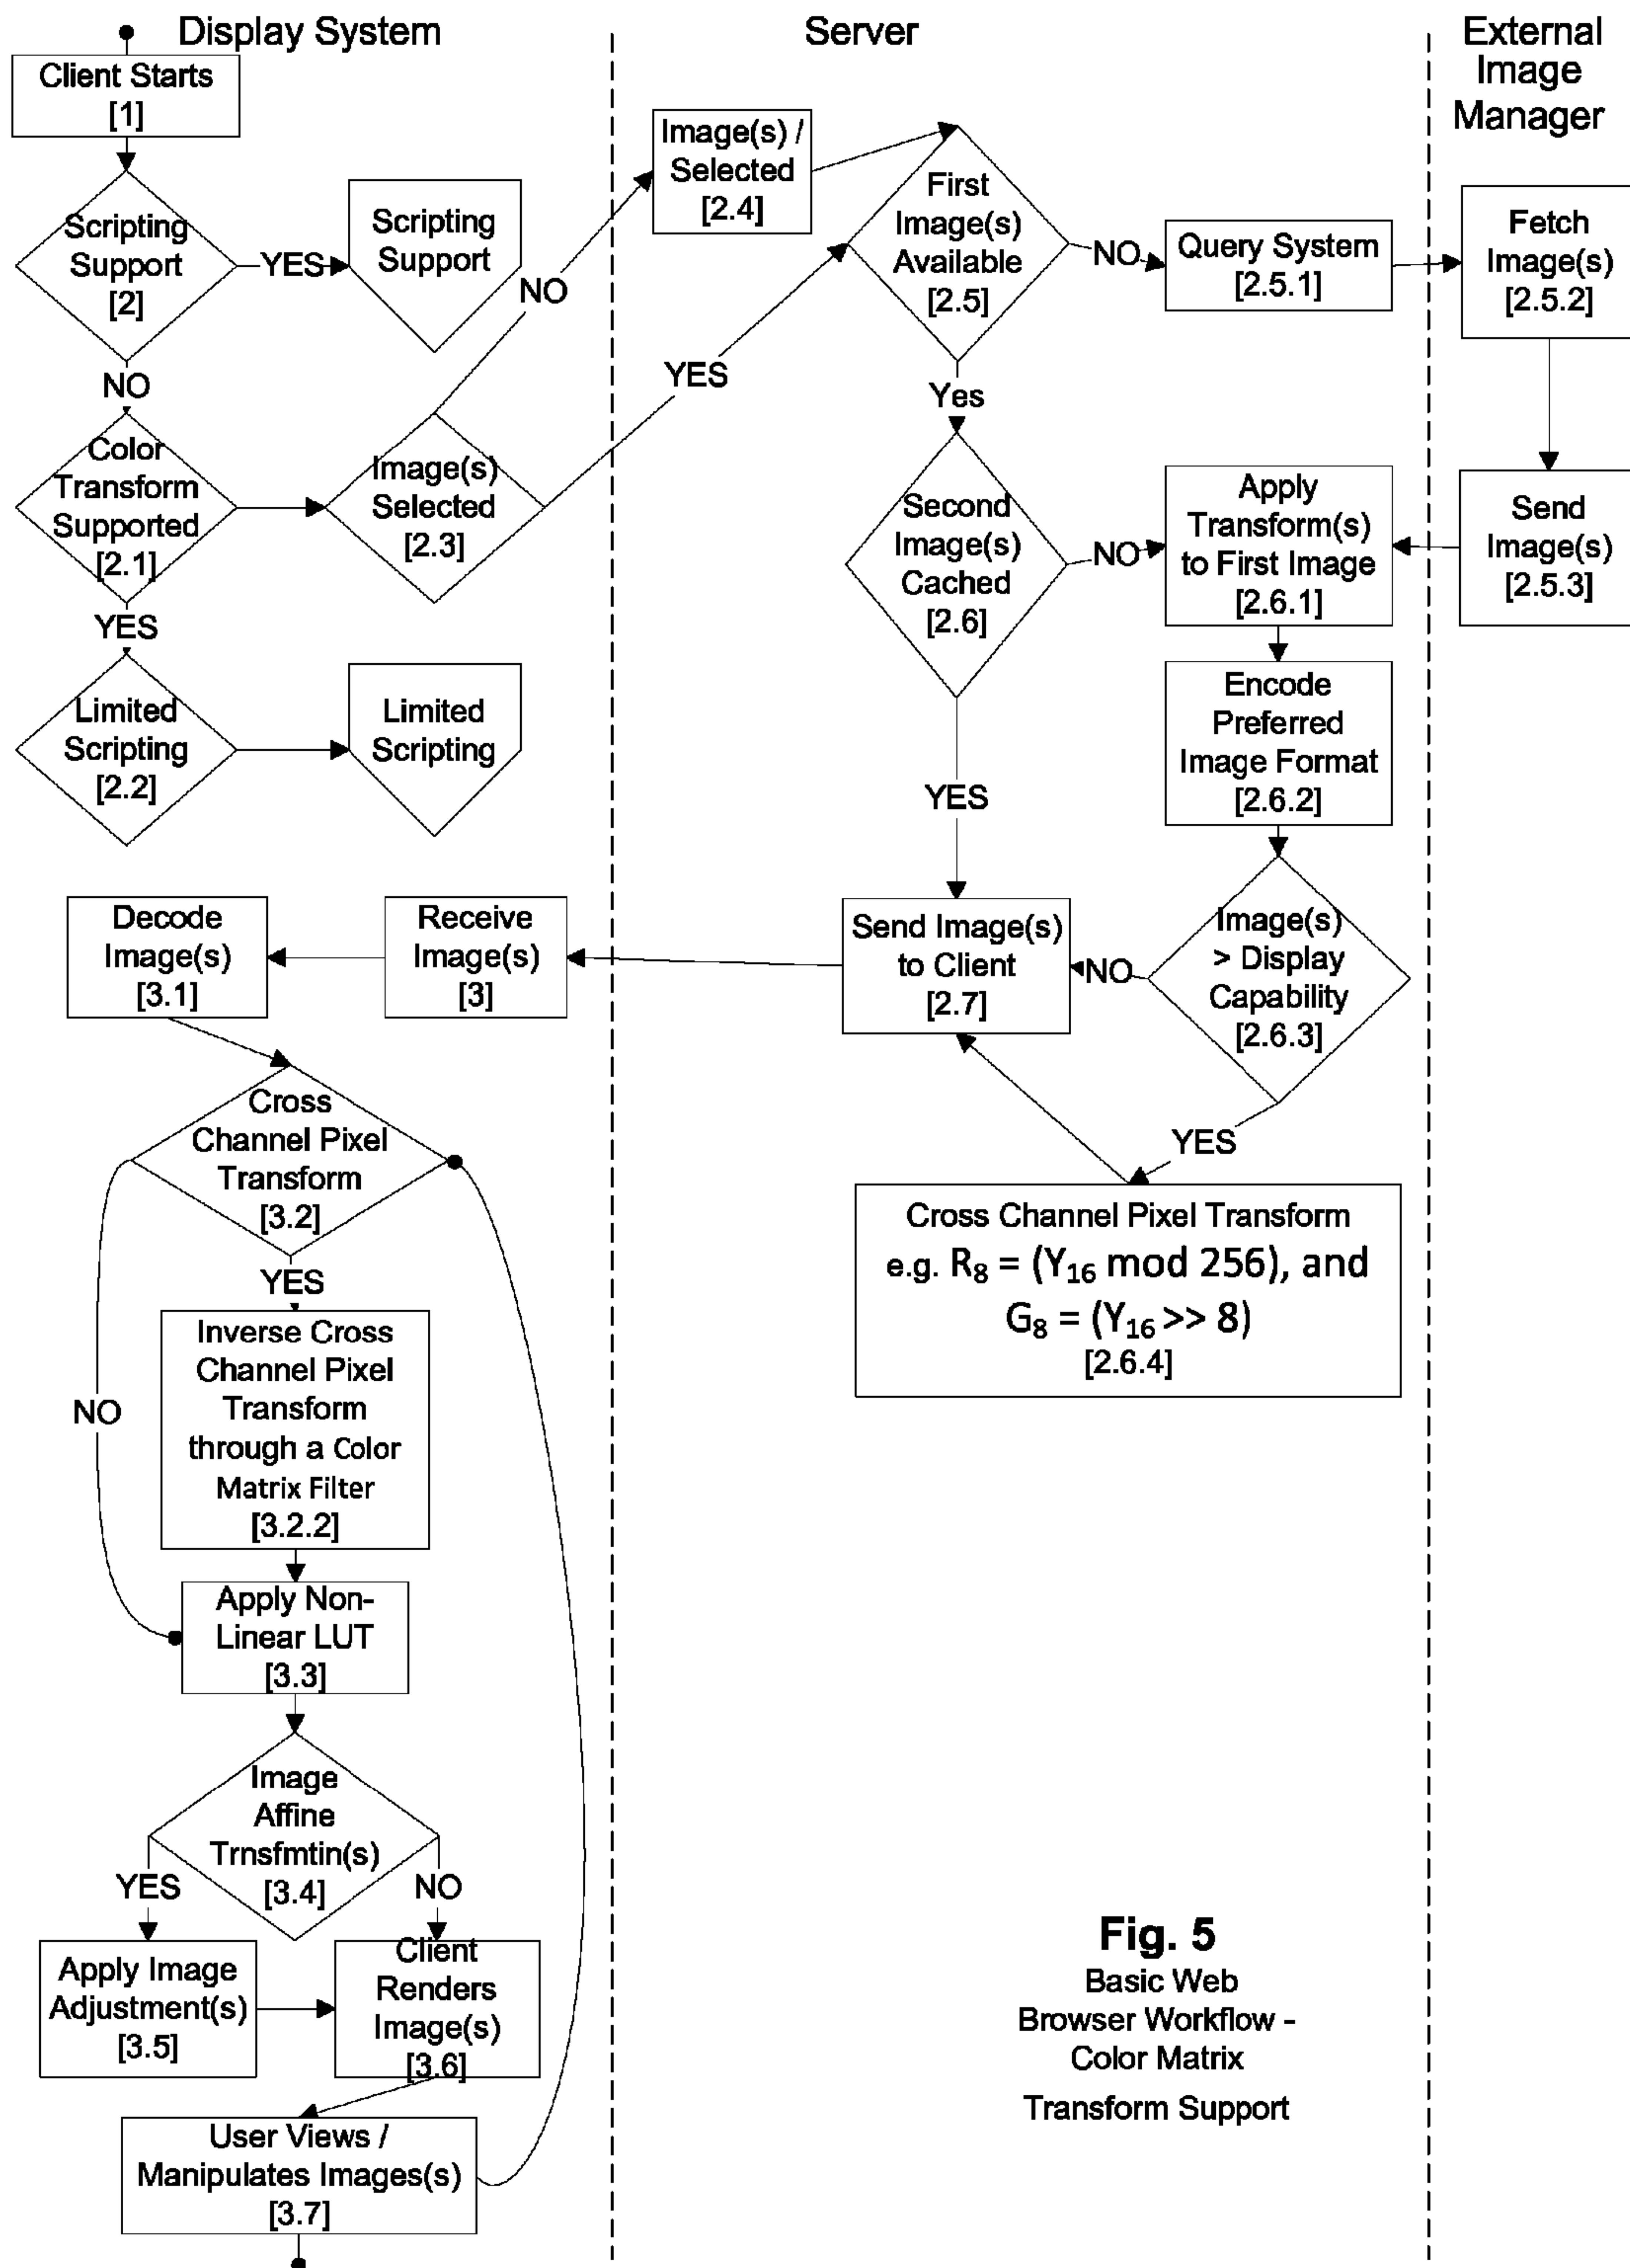 Display System
Server
External
Image
Manager
Client Starts
[1]
Scripting
Support
[2]
YES
Scripting
Support
NO
Color
Transform
Supported
[2.1]
YES
Image(s)
Selected
[2.3]
NO
YES
Limited
Scripting
[2.2]
Limited
Scripting
Image(s) /
Selected
[2.4]
First
Image(s)
Available
[2.5]
NO
Query System
[2.5.1]
Fetch
Image(s)
[2.5.2]
Yes
Second
Image(s)
Cached
[2.6]
NO
Apply
Transform(s)
to First Image
[2.6.1]
Send
Image(s)
[2.5.3]
Encode
Preferred
Image Format
[2.6.2]
YES
Image(s)
> Display
Capability
[2.6.3]
NO
Send Image(s)
to Client
[2.7]
YES
Cross Channel Pixel Transform
e.g. R₈ = (Y₁₆ mod 256), and
G₈ = (Y₁₆ >> 8)
[2.6.4]
Receive
Image(s)
[3]
Decode
Image(s)
[3.1]
Cross
Channel Pixel
Transform
[3.2]
YES
NO
Inverse Cross
Channel Pixel
Transform
through a Color
Matrix Filter
[3.2.2]
Apply Non-
Linear LUT
[3.3]
Image
Affine
Trnsfmtin(s)
[3.4]
YES
NO
Apply Image
Adjustment(s)
[3.5]
Client
Renders
Image(s)
[3.6]
User Views /
Manipulates Images(s)
[3.7]
Fig. 5
Basic Web
Browser Workflow -
Color Matrix
Transform Support